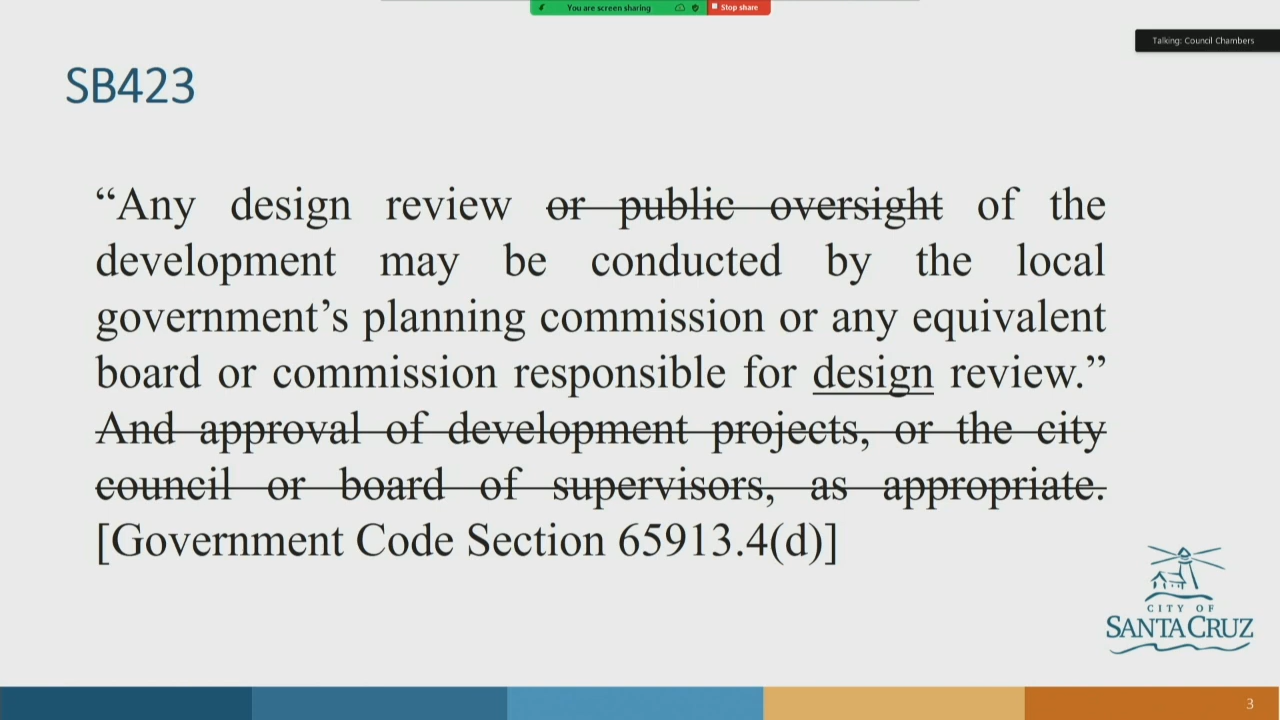 You are screen sharing
Stop share
Talking: Council Chambers
SB423
“Any design review or public oversight of the
development may be conducted by the local
government’s planning commission or any equivalent
board or commission responsible for design review.”
And approval of development projects, or the city
council or board of supervisors, as appropriate.
[Government Code Section 65913.4(d)]
CITY OF
SANTA CRUZ
3